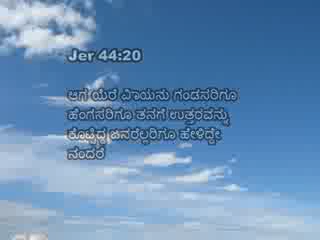 Jer 44:20
ಆಗ ಯೆರೆ ವಿಾಯನು ಗಂಡಸರಿಗೂ
ಹೆಂಗಸರಿಗೂ ತನಗೆ ಉತ್ತರವನ್ನು
ಕೊಟ್ಟಿದ್ದ ಜನರೆಲ್ಲರಿಗೂ ಹೇಳಿದ್ದೇ
ನಂದರೆ